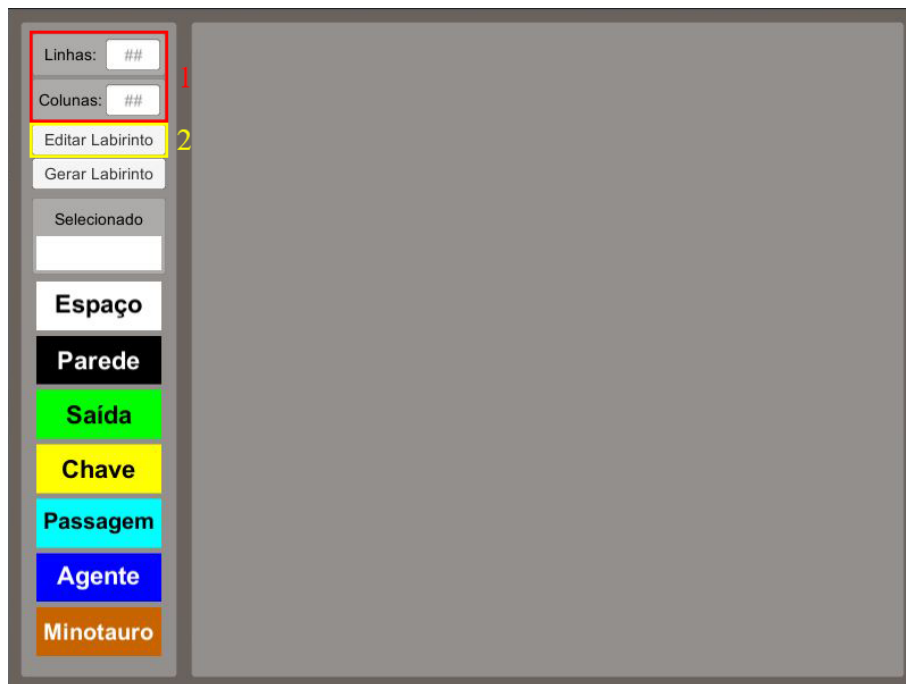 Linhas: ##
1
Colunas: ##
Editar Labirinto 2
Gerar Labirinto
Selecionado
Espaço
Parede
Saída
Chave
Passagem
Agente
Minotauro